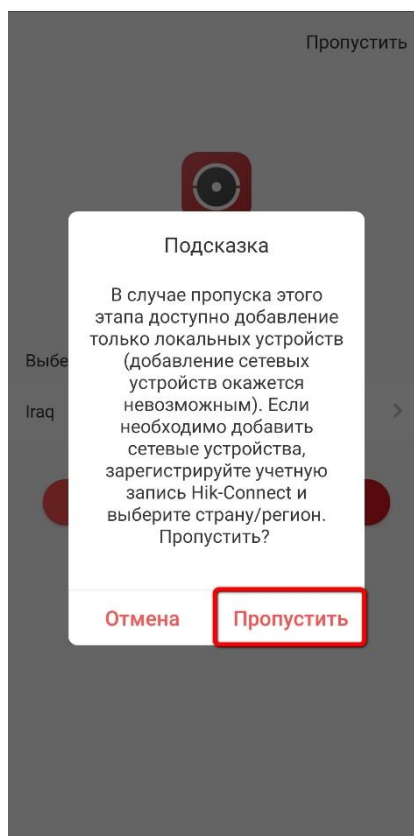 Пропустить
Подсказка
В случае пропуска этого
этапа доступно добавление
только локальных устройств
(добавление сетевых
устройств окажется
невозможным). Если
необходимо добавить
сетевые устройства,
зарегистрируйте учетную
запись Hik-Connect и
выберите страну/регион.
Пропустить?
Выбе
Iraq
Отмена
Пропустить